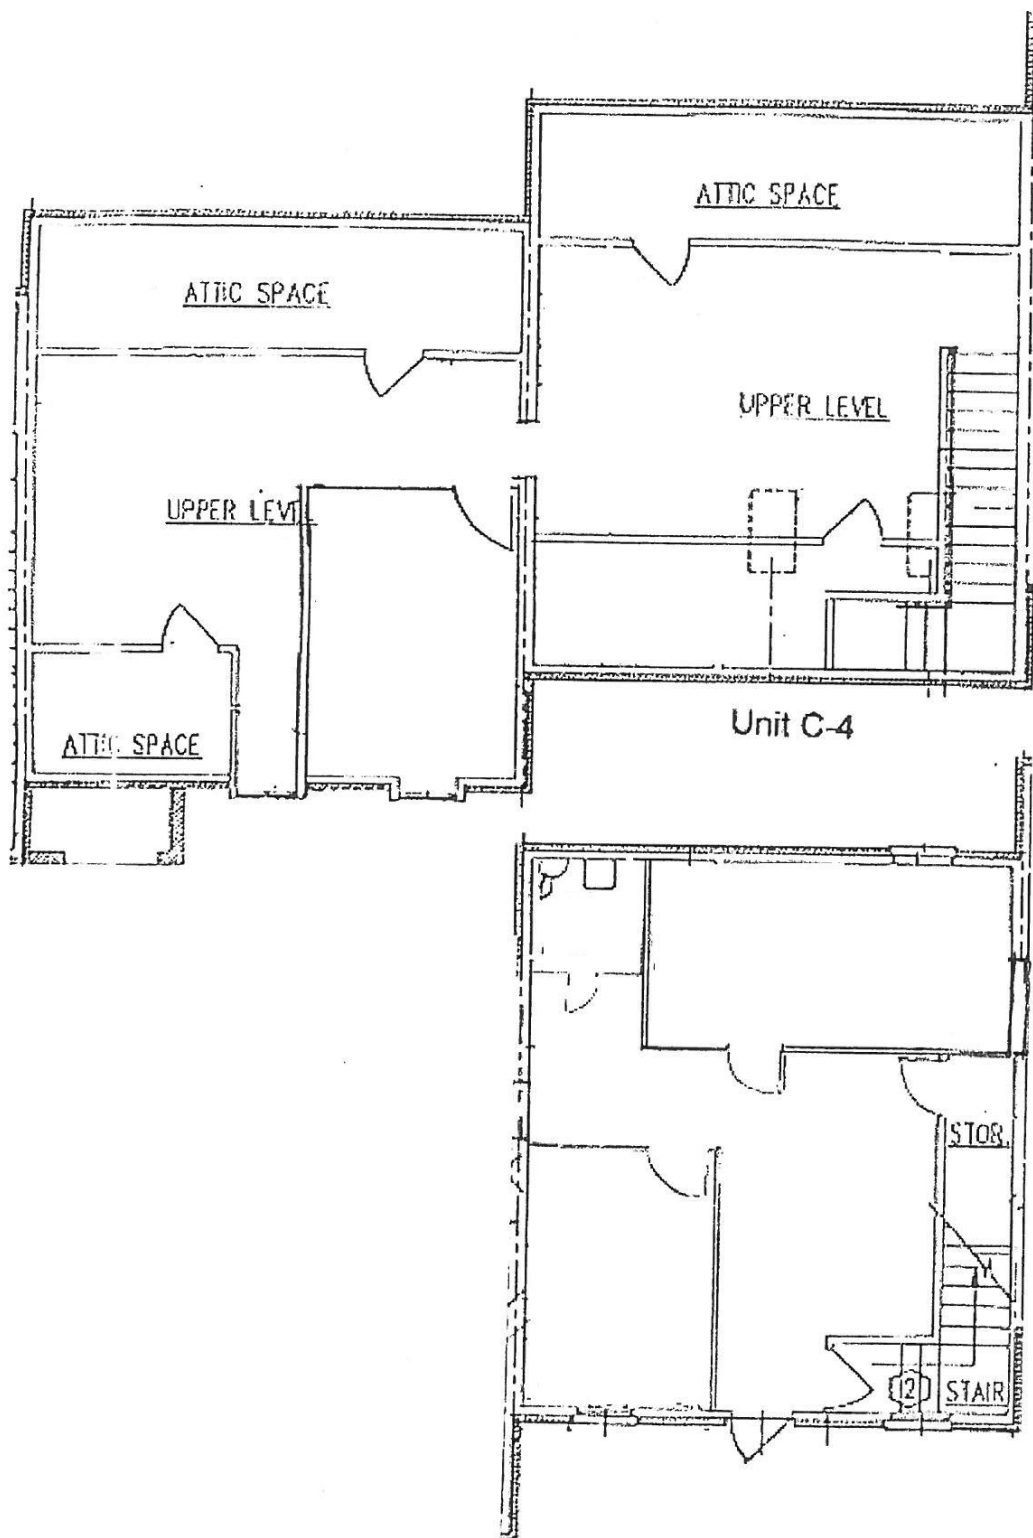 ATTIC SPACE
ATTIC SPACE
UPPER LEVEL
UPPER LEVEL
ATTIC SPACE
Unit C-4
STOR.
12
STAIR